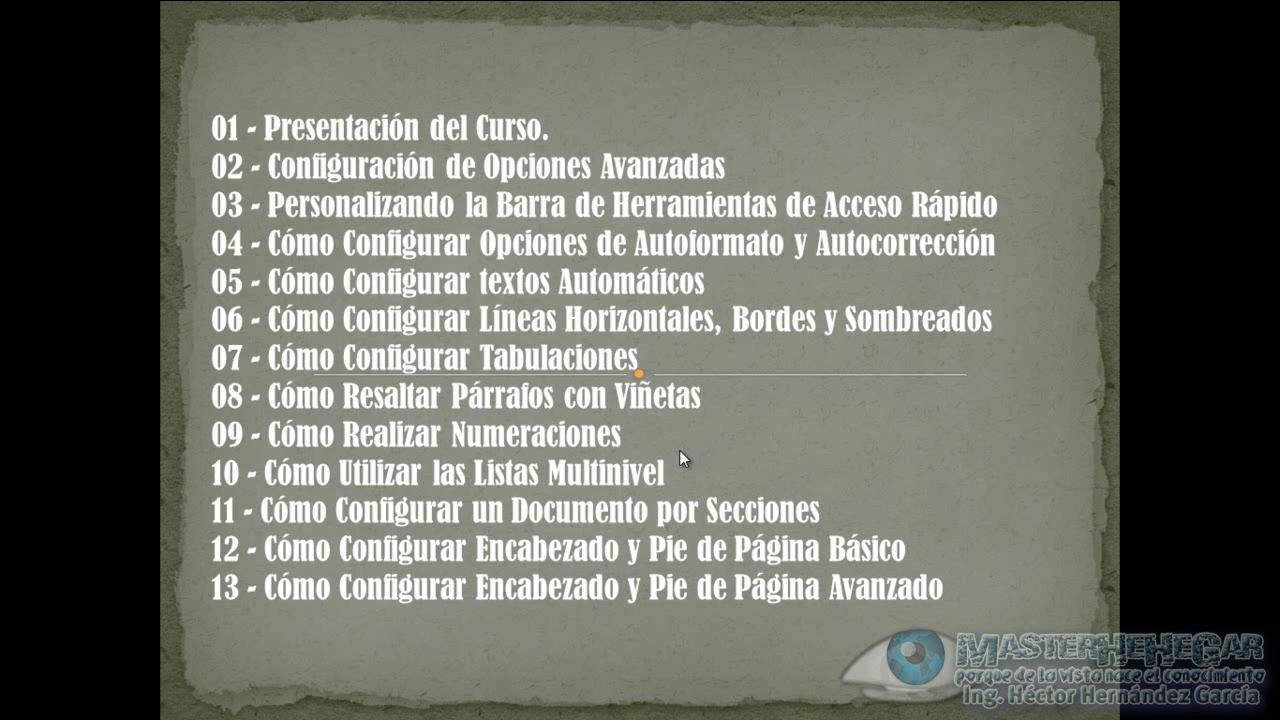 01 - Presentación del Curso.
02 - Configuración de Opciones Avanzadas
03 - Personalizando la Barra de Herramientas de Acceso Rápido
04 - Cómo Configurar Opciones de Autoformato y Autocorrección
05 - Cómo Configurar textos Automáticos
06 - Cómo Configurar Líneas Horizontales, Bordes y Sombreados
07 - Cómo Configurar Tabulaciones
08 - Cómo Resaltar Párrafos con Viñetas
09 - Cómo Realizar Numeraciones
10 - Cómo Utilizar las Listas Multinivel
11 - Cómo Configurar un Documento por Secciones
12 - Cómo Configurar Encabezado y Pie de Página Básico
13 - Cómo Configurar Encabezado y Pie de Página Avanzado
MASTERHEHEGAR
porque de la vista nace el conocimiento
Ing. Héctor Hernández García